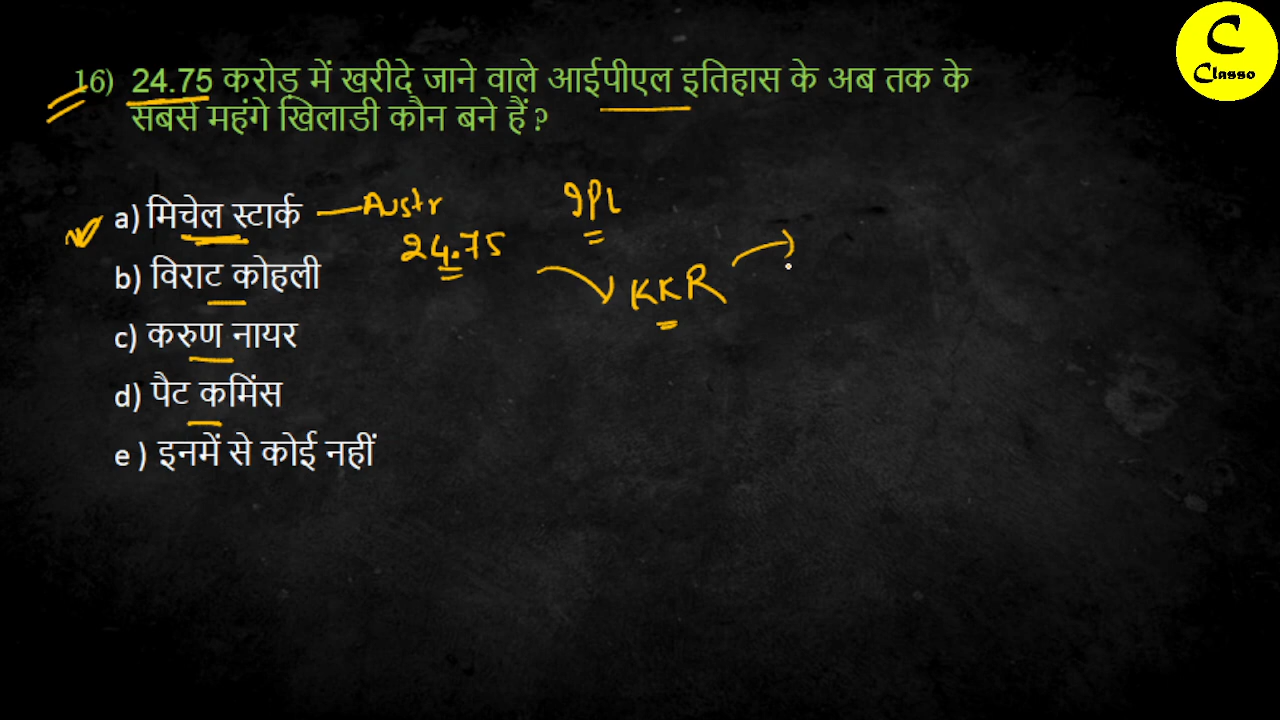 C
Classo
16) 24.75 करोड़ में खरीदे जाने वाले आईपीएल इतिहास के अब तक के
सबसे महंगे खिलाडी कौन बने हैं ?
a) मिचेल स्टार्क
Austr
IPL
24.75
b) विराट कोहली
KKR
c) करुण नायर
d) पैट कमिंस
e ) इनमें से कोई नहीं